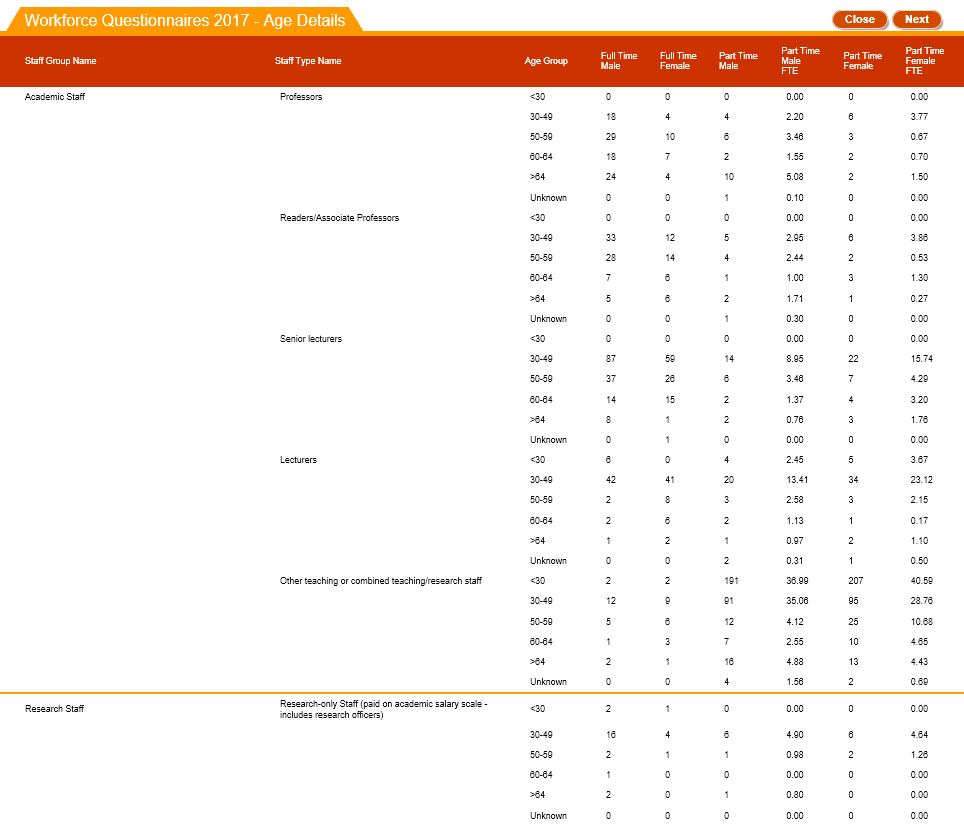 Workforce Questionnaires 2017 - Age Details Close Next
Staff Group Name Staff Type Name Age Group Full Time Male Full Time Female Part Time Male Part Time Male FTE Part Time Female Part Time Female FTE
Academic Staff Professors <30 0 0 0 0.00 0 0.00
30-49 18 4 4 2.20 6 3.77
50-59 29 10 6 3.46 3 0.67
60-64 18 7 2 1.55 2 0.70
>64 24 4 10 5.08 2 1.50
Unknown 0 0 1 0.10 0 0.00
Readers/Associate Professors <30 0 0 0 0.00 0 0.00
30-49 33 12 5 2.95 6 3.86
50-59 28 14 4 2.44 2 0.53
60-64 7 6 1 1.00 3 1.30
>64 5 6 2 1.71 1 0.27
Unknown 0 0 1 0.30 0 0.00
Senior lecturers <30 0 0 0 0.00 0 0.00
30-49 87 59 14 8.95 22 15.74
50-59 37 26 6 3.46 7 4.29
60-64 14 15 2 1.37 4 3.20
>64 8 1 2 0.76 3 1.76
Unknown 0 1 0 0.00 0 0.00
Lecturers <30 6 0 4 2.45 5 3.67
30-49 42 41 20 13.41 34 23.12
50-59 2 8 3 2.58 3 2.15
60-64 2 6 2 1.13 1 0.17
>64 1 2 1 0.97 2 1.10
Unknown 0 0 2 0.31 1 0.50
Other teaching or combined teaching/research staff <30 2 2 191 36.99 207 40.59
30-49 12 9 91 35.06 95 28.76
50-59 5 6 12 4.12 25 10.68
60-64 1 3 7 2.55 10 4.65
>64 2 1 16 4.88 13 4.43
Unknown 0 0 4 1.56 2 0.69
Research Staff Research-only Staff (paid on academic salary scale - includes research officers) <30 2 1 0 0.00 0 0.00
30-49 16 4 6 4.90 6 4.64
50-59 2 1 1 0.98 2 1.26
60-64 1 0 0 0.00 0 0.00
>64 2 0 1 0.80 0 0.00
Unknown 0 0 0 0.00 0 0.00